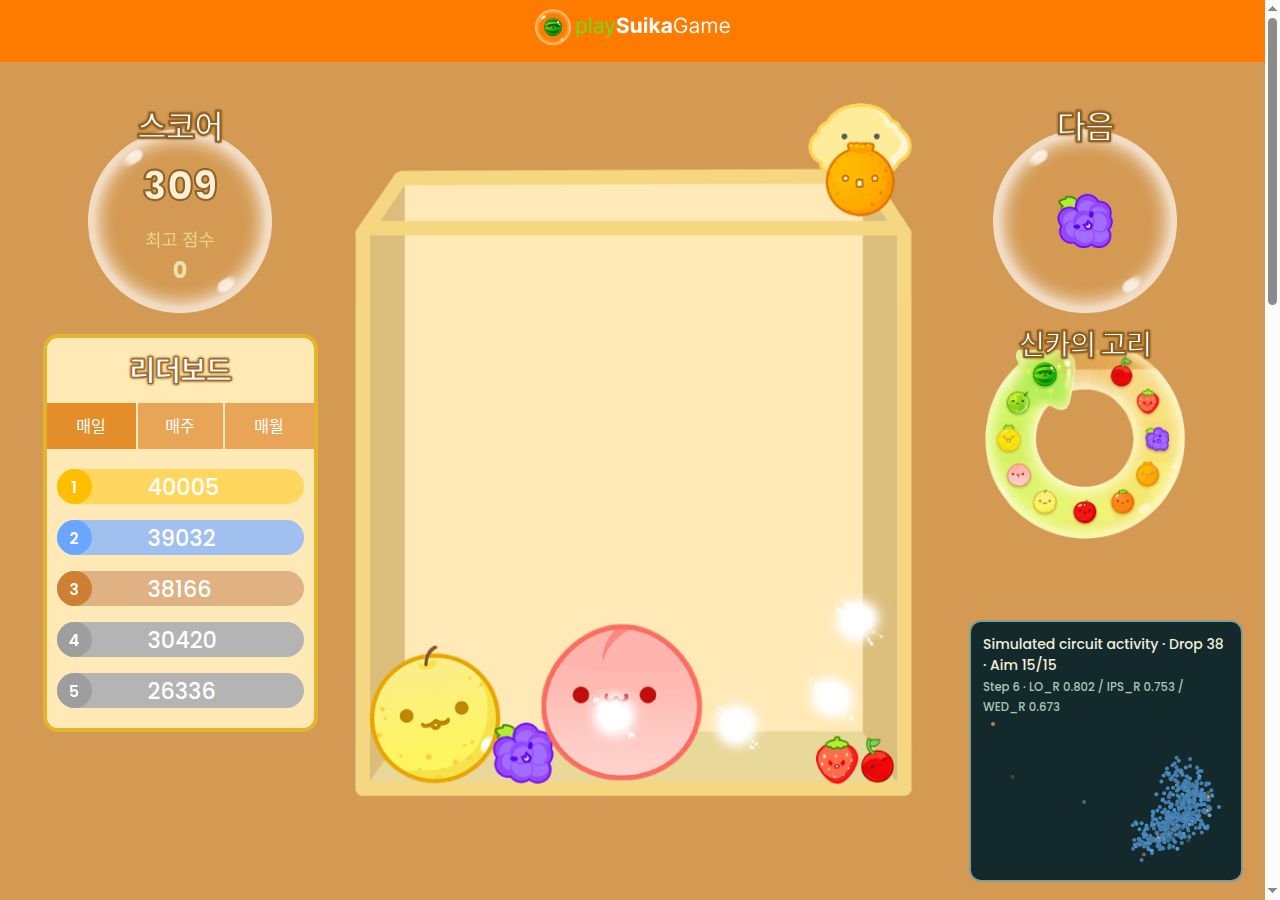 playSuikaGame
스코어
309
최고 점수
0
다음
리더보드
매일 매주 매월
1 40005
2 39032
3 38166
4 30420
5 26336
신카의 고리
Simulated circuit activity · Drop 38
· Aim 15/15
Step 6 · LO_R 0.802 / IPS_R 0.753 /
WED_R 0.673